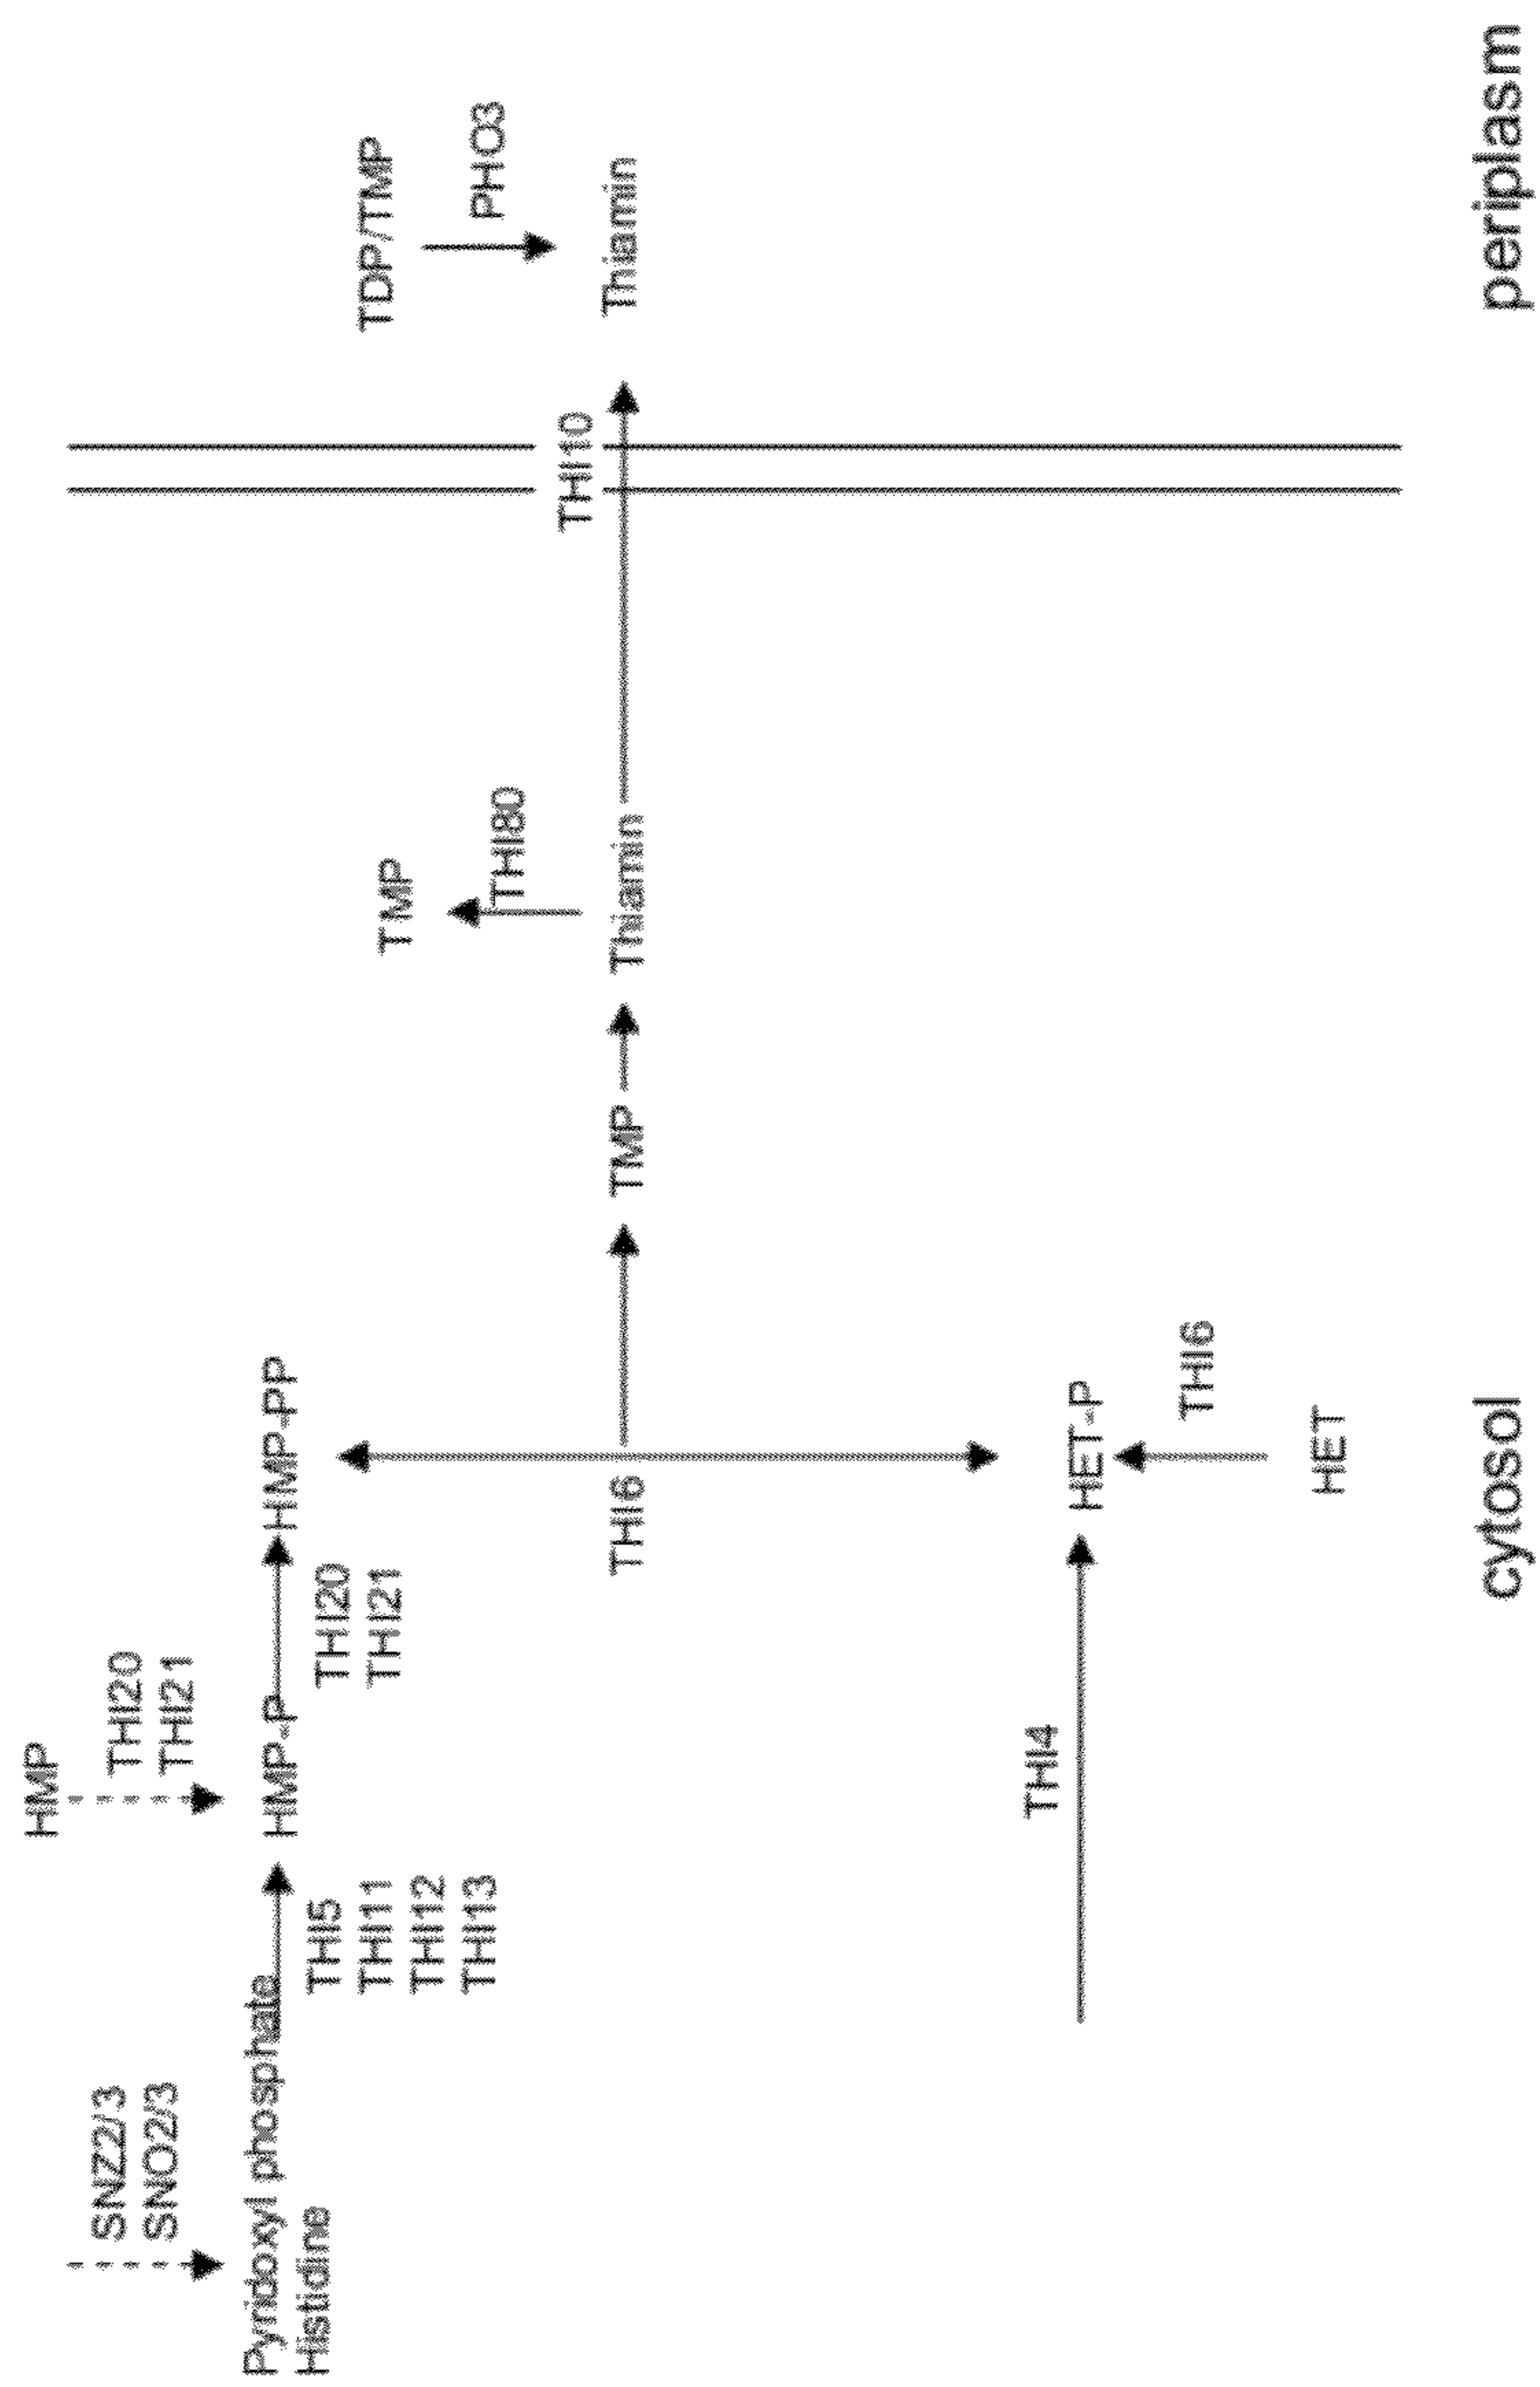 HMP
SNZ2/3
SNO2/3
THI20
THI21
Pyridoxyl phosphate
Histidine
HMP-P
HMP-PP
THI5
THI11
THI12
THI13
THI20
THI21
TMP
THI80
TDP/TMP
PHO3
THI10
THI6
TMP
Thiamin
Thiamin
THI4
HET-P
THI6
HET
cytosol
periplasm